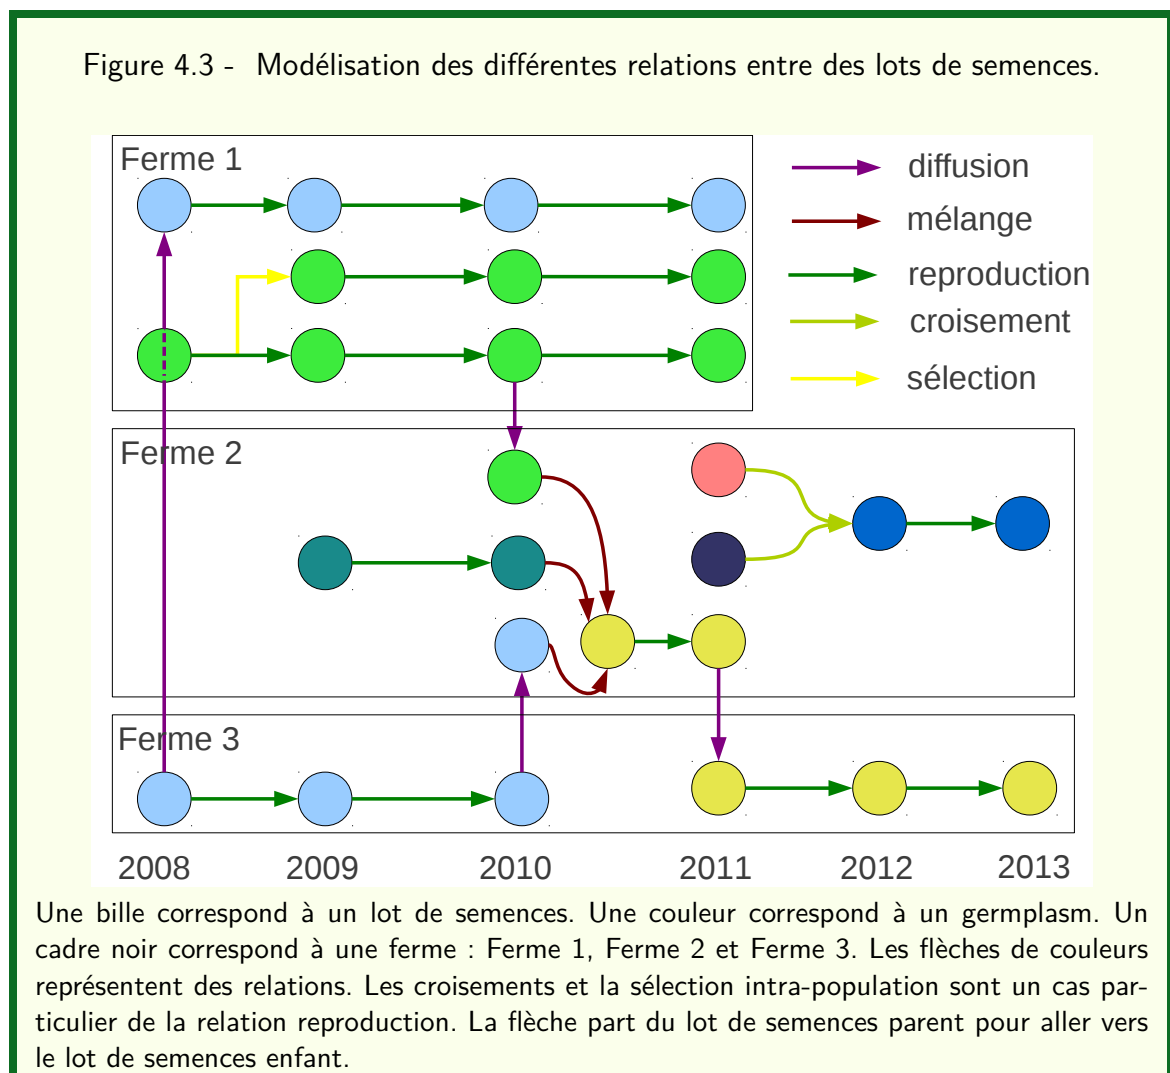 Figure 4.3 - Modélisation des différentes relations entre des lots de semences.
Ferme 1
diffusion
mélange
reproduction
croisement
sélection
Ferme 2
Ferme 3
2008 2009 2010 2011 2012 2013
Une bille correspond à un lot de semences. Une couleur correspond à un germplasm. Un
cadre noir correspond à une ferme : Ferme 1, Ferme 2 et Ferme 3. Les flèches de couleurs
représentent des relations. Les croisements et la sélection intra-population sont un cas par-
ticulier de la relation reproduction. La flèche part du lot de semences parent pour aller vers
le lot de semences enfant.